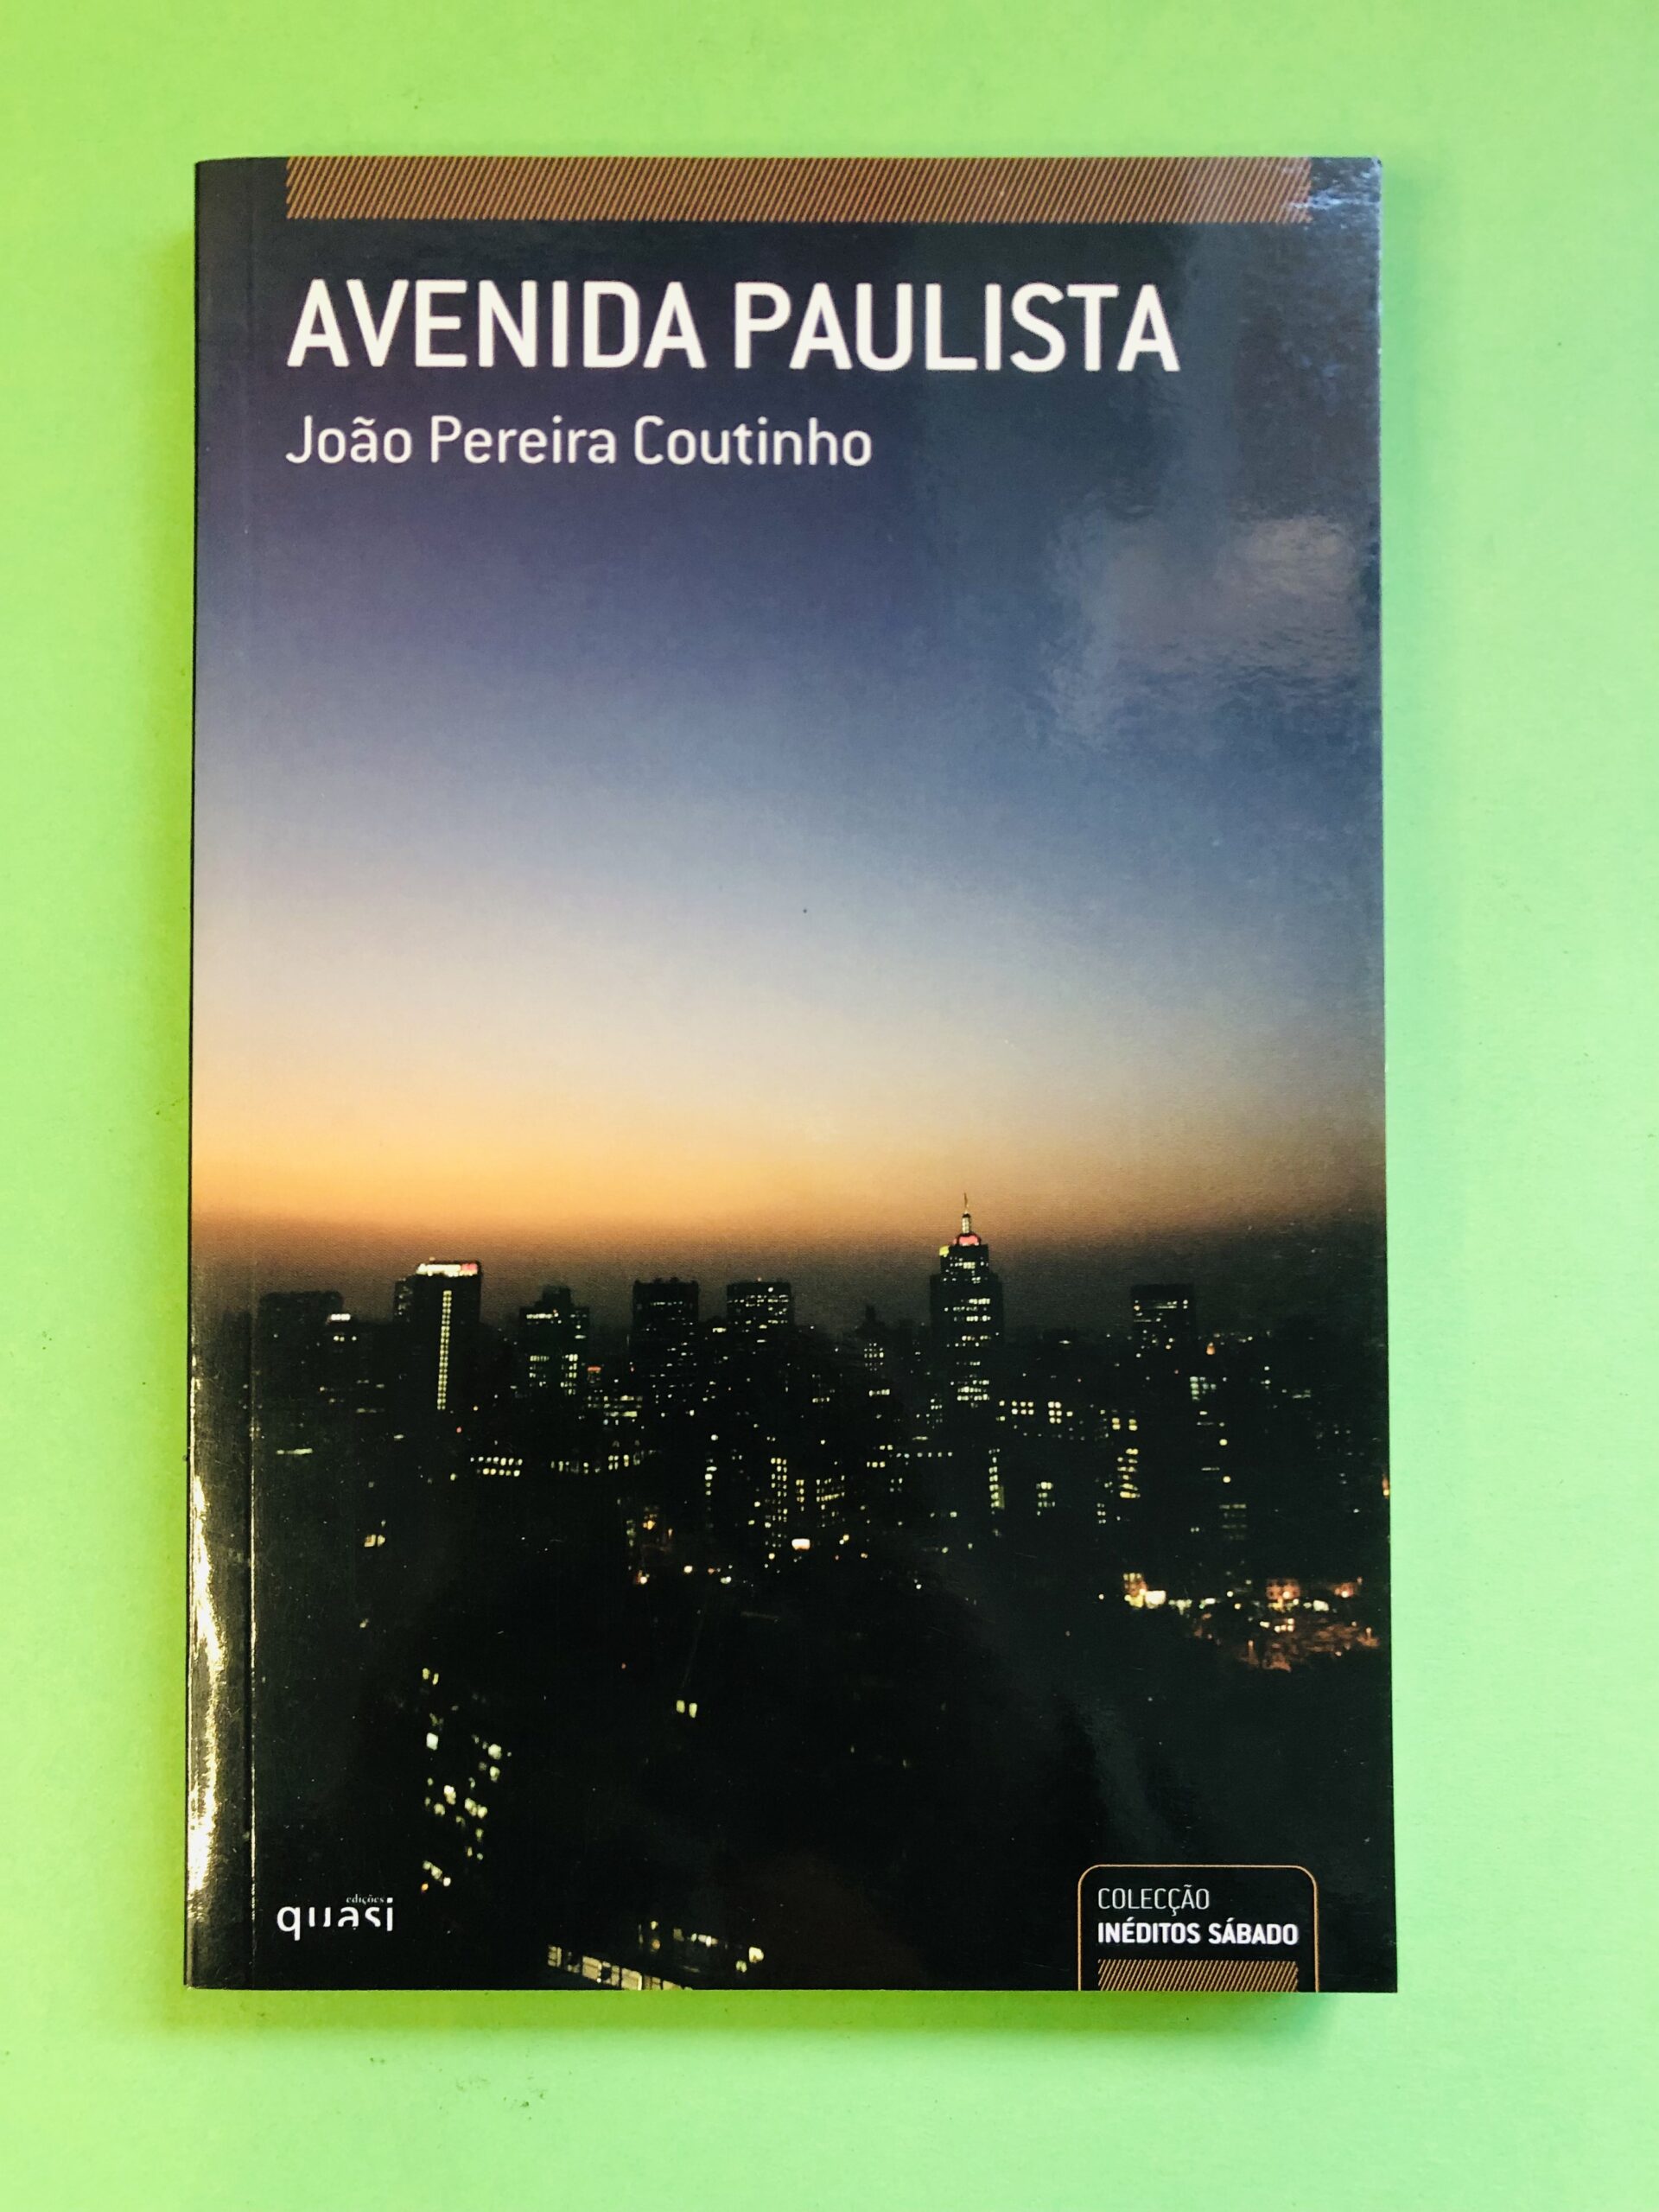 AVENIDA PAULISTA
João Pereira Coutinho
edições
quasi
COLECÇÃO
INÉDITOS SÁBADO